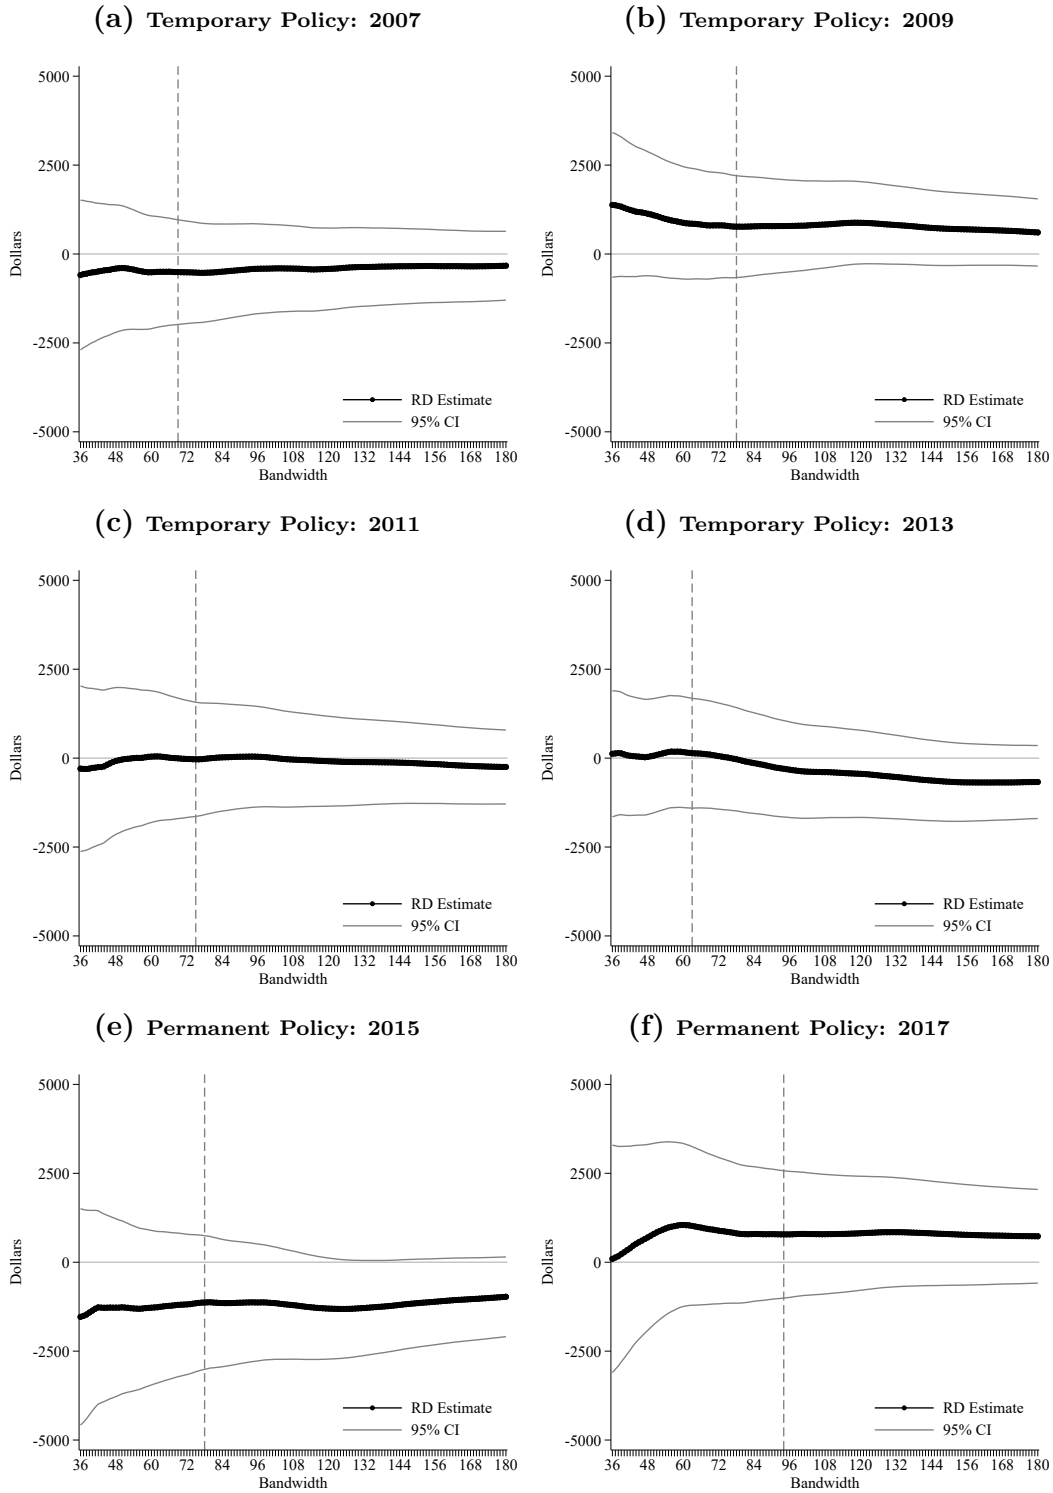 (a) Temporary Policy: 2007
5000
2500
0
-2500
-5000
Dollars
RD Estimate
95% CI
36 48 60 72 84 96 108 120 132 144 156 168 180
Bandwidth
(b) Temporary Policy: 2009
5000
2500
0
-2500
-5000
Dollars
RD Estimate
95% CI
36 48 60 72 84 96 108 120 132 144 156 168 180
Bandwidth
(c) Temporary Policy: 2011
5000
2500
0
-2500
-5000
Dollars
RD Estimate
95% CI
36 48 60 72 84 96 108 120 132 144 156 168 180
Bandwidth
(d) Temporary Policy: 2013
5000
2500
0
-2500
-5000
Dollars
RD Estimate
95% CI
36 48 60 72 84 96 108 120 132 144 156 168 180
Bandwidth
(e) Permanent Policy: 2015
5000
2500
0
-2500
-5000
Dollars
RD Estimate
95% CI
36 48 60 72 84 96 108 120 132 144 156 168 180
Bandwidth
(f) Permanent Policy: 2017
5000
2500
0
-2500
-5000
Dollars
RD Estimate
95% CI
36 48 60 72 84 96 108 120 132 144 156 168 180
Bandwidth